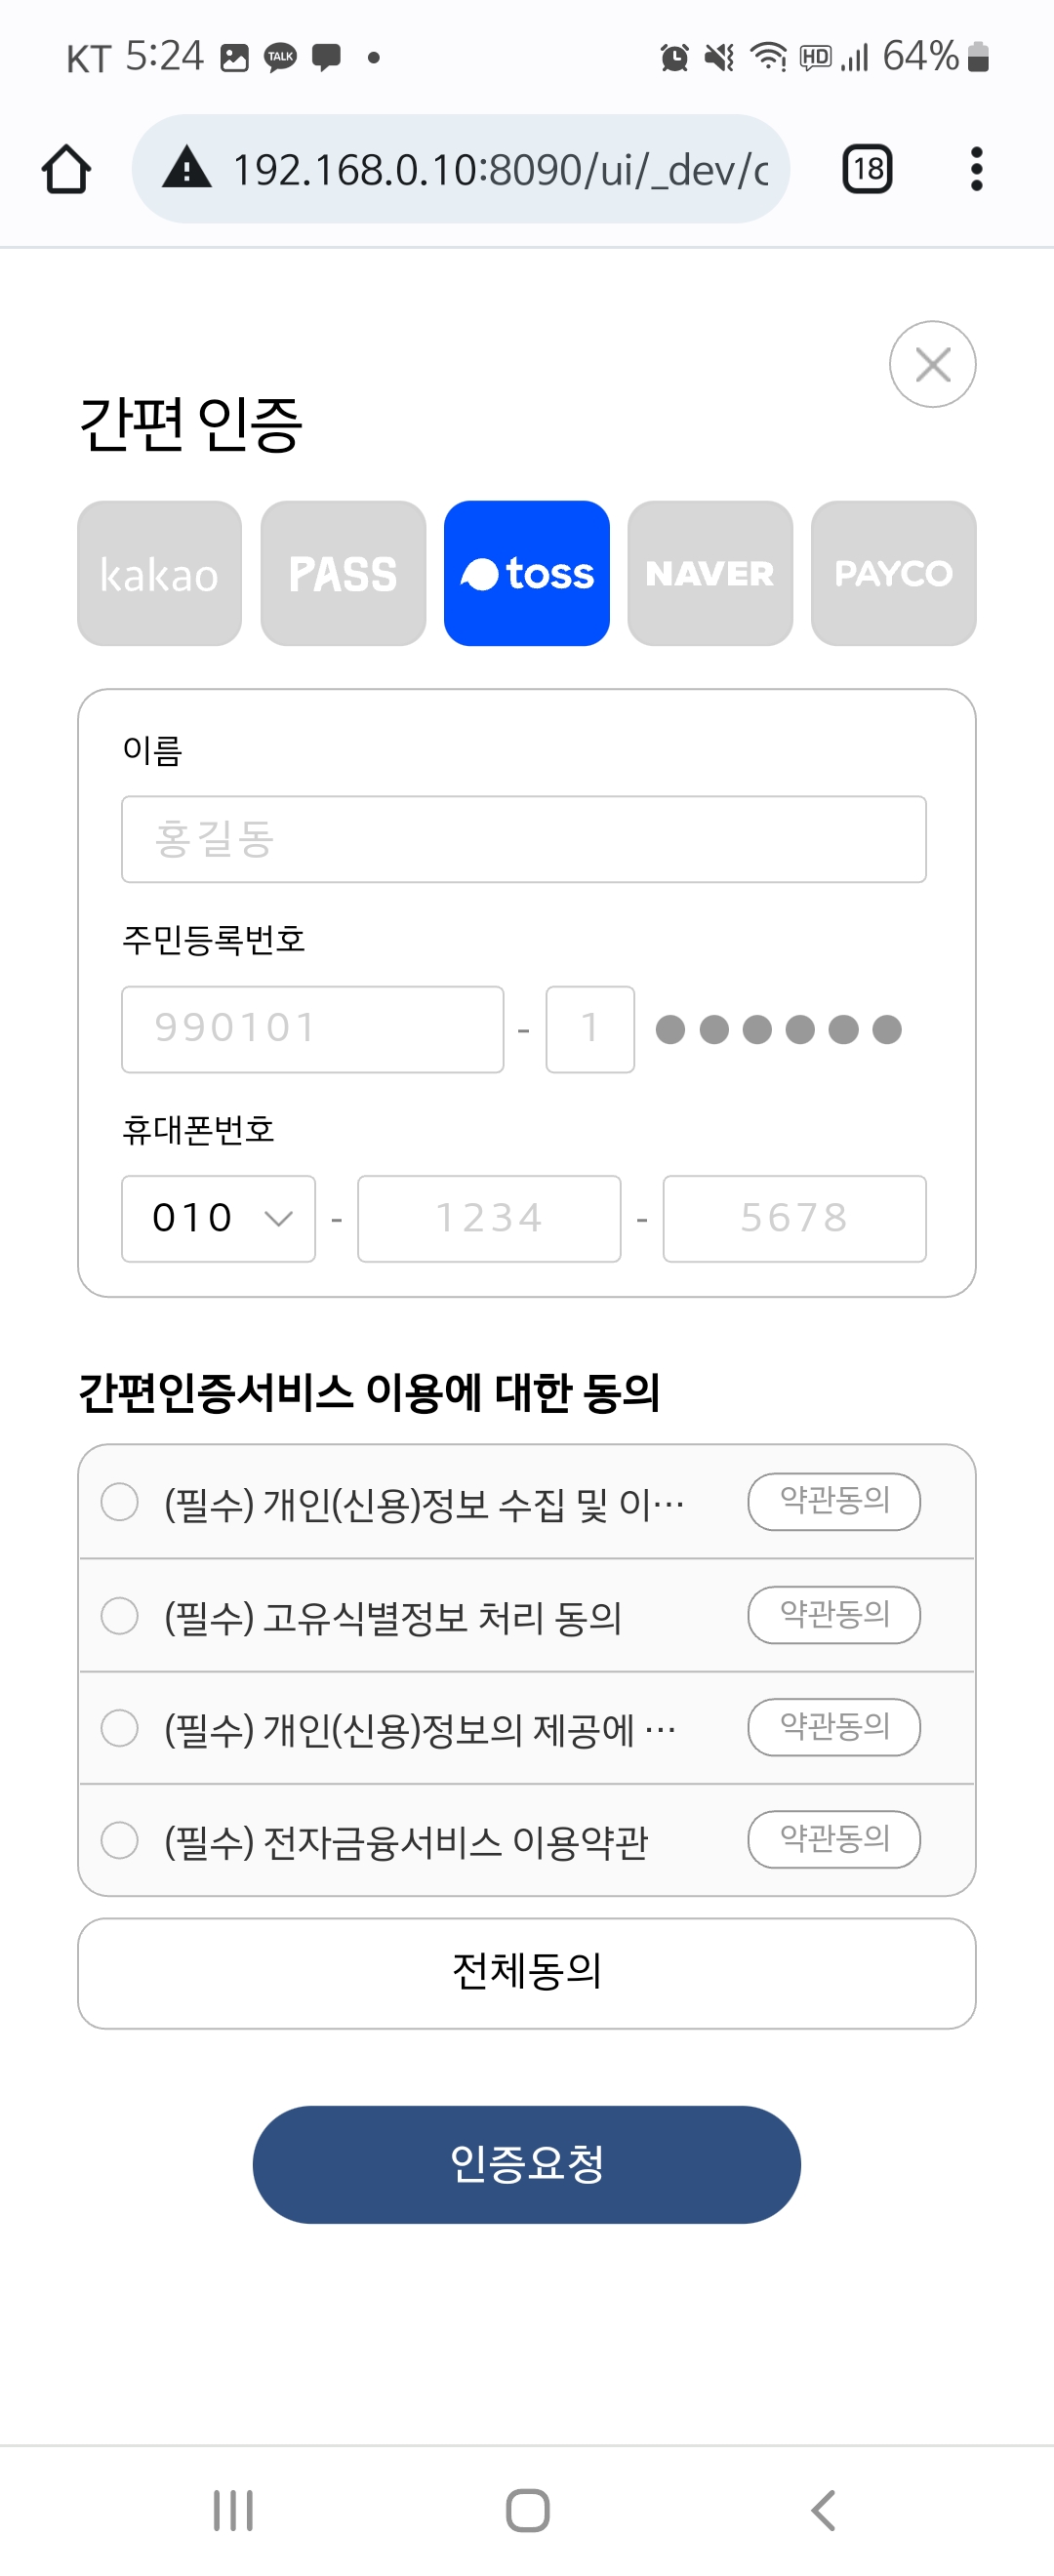 KT 5:24 TALK HD 64%
192.168.0.10:8090/ui/_dev/c 18
간편 인증
kakao PASS toss NAVER PAYCO
이름
홍길동
주민등록번호
990101 - 1 ●●●●●●
휴대폰번호
010 - 1234 - 5678
간편인증서비스 이용에 대한 동의
(필수) 개인(신용)정보 수집 및 이… 약관동의
(필수) 고유식별정보 처리 동의 약관동의
(필수) 개인(신용)정보의 제공에 … 약관동의
(필수) 전자금융서비스 이용약관 약관동의
전체동의
인증요청